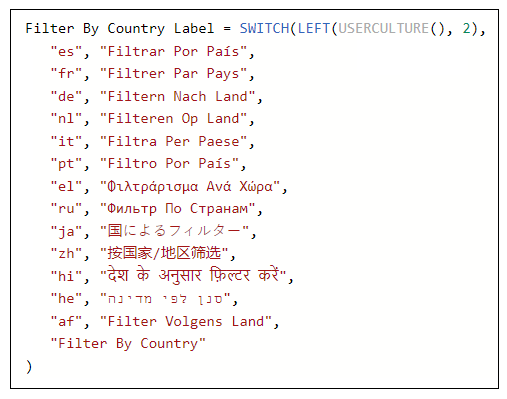 Filter By Country Label = SWITCH(LEFT(USERCULTURE(), 2),
"es", "Filtrar Por País",
"fr", "Filtrer Par Pays",
"de", "Filtern Nach Land",
"nl", "Filteren Op Land",
"it", "Filtra Per Paese",
"pt", "Filtro Por País",
"el", "Φιλτράρισμα Ανά Χώρα",
"ru", "Фильтр По Странам",
"ja", "国によるフィルター",
"zh", "按国家/地区筛选",
"hi", "देश के अनुसार फ़िल्टर करें",
"he", "סנן לפי מדינה",
"af", "Filter Volgens Land",
"Filter By Country"
)